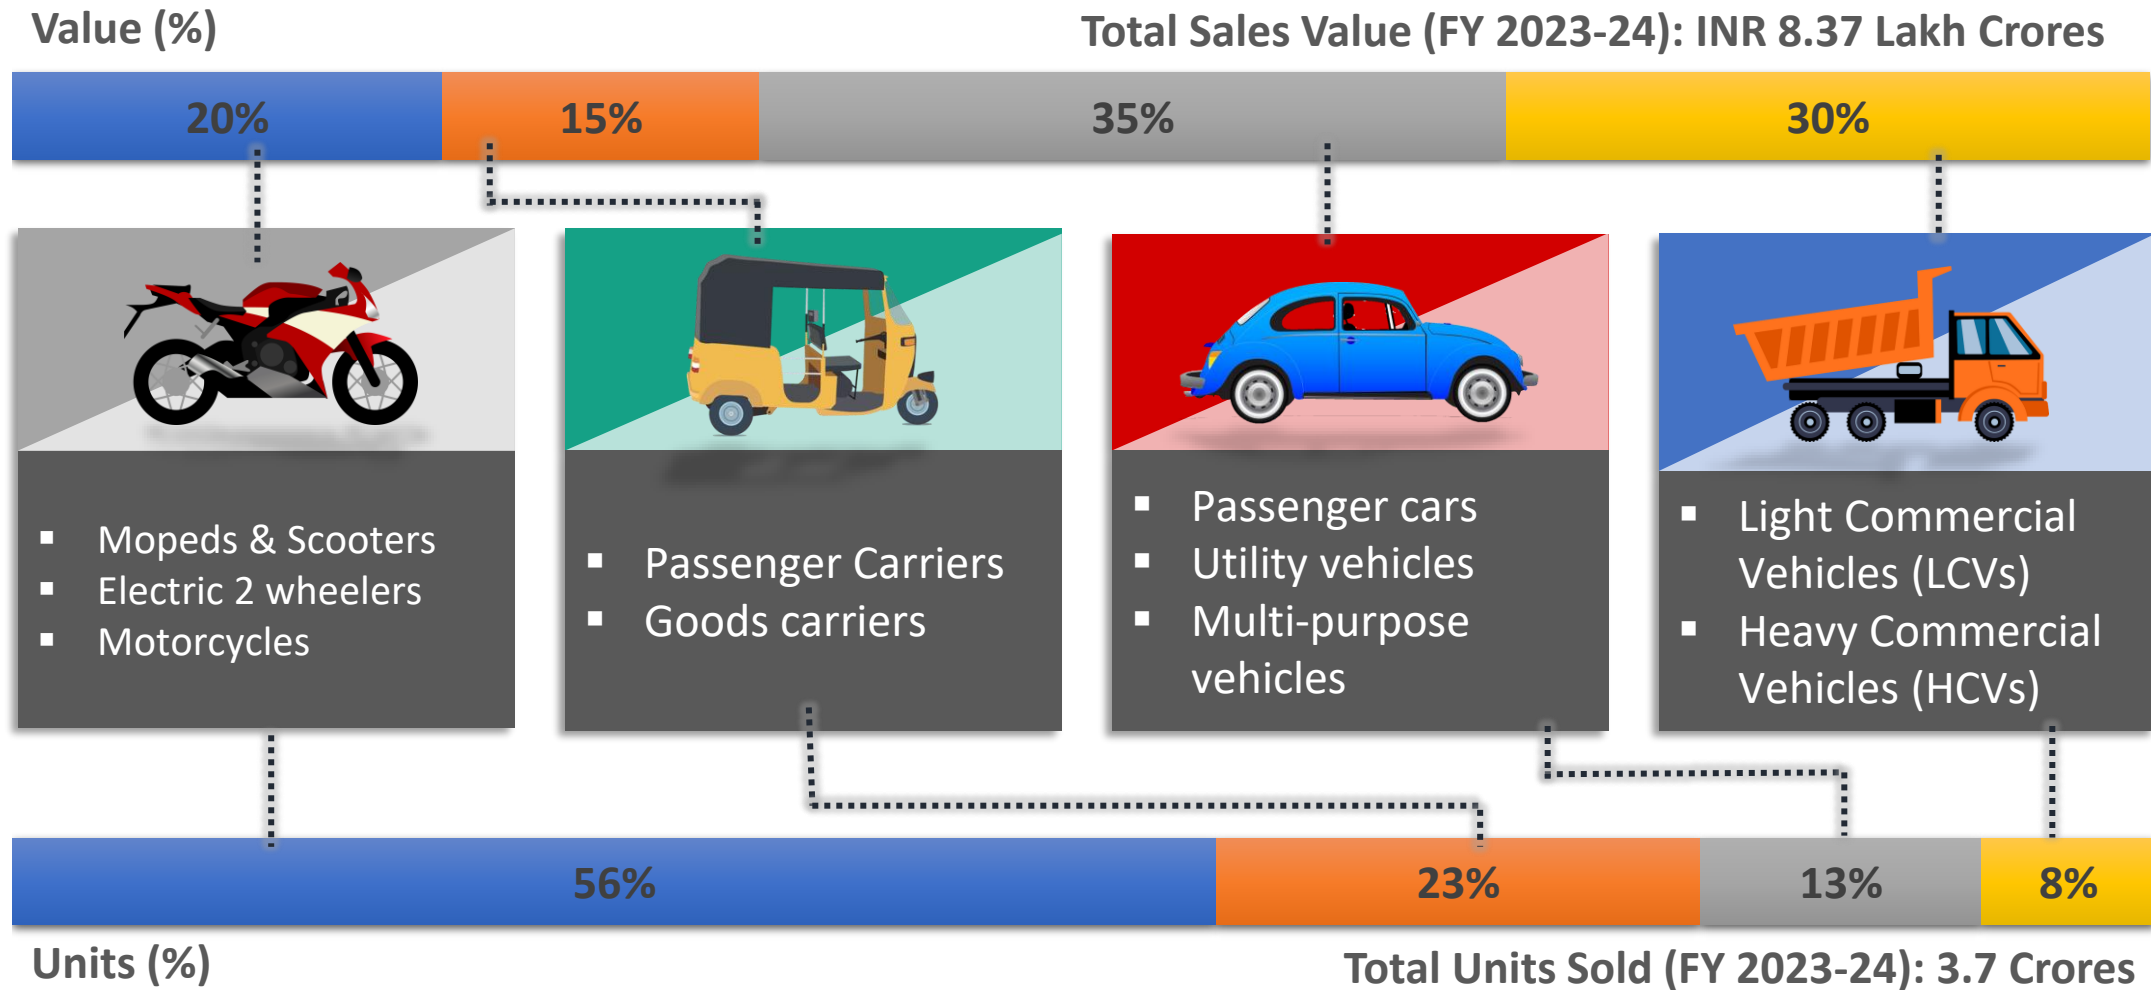 Value (%)
Total Sales Value (FY 2023-24): INR 8.37 Lakh Crores
20%
15%
35%
30%
▪ Mopeds & Scooters
▪ Electric 2 wheelers
▪ Motorcycles
▪ Passenger Carriers
▪ Goods carriers
▪ Passenger cars
▪ Utility vehicles
▪ Multi-purpose
vehicles
▪ Light Commercial
Vehicles (LCVs)
▪ Heavy Commercial
Vehicles (HCVs)
56%
23%
13%
8%
Units (%)
Total Units Sold (FY 2023-24): 3.7 Crores